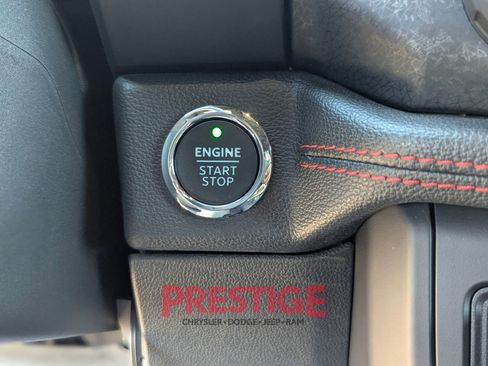 ENGINE
START
STOP
PRESTIGE
CHRYSLER • DODGE • JEEP • RAM